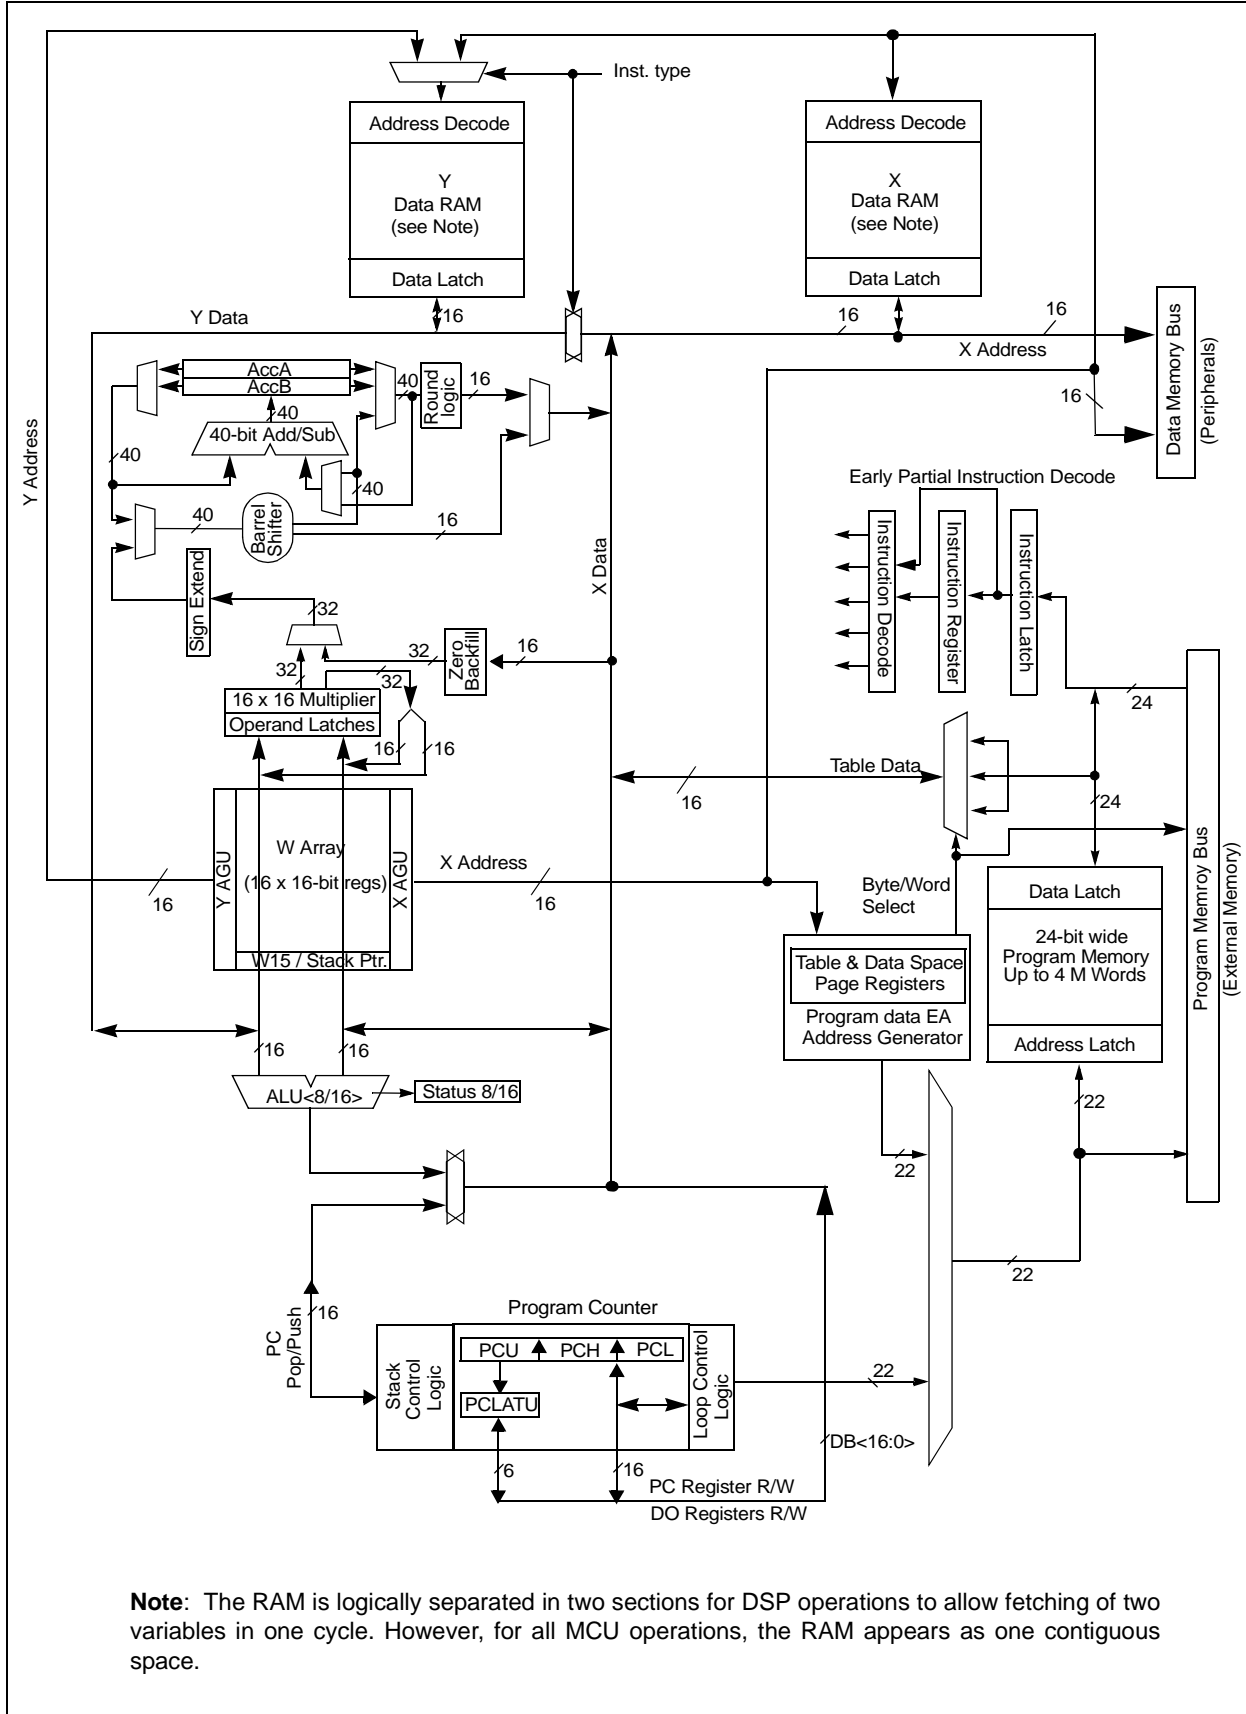 Inst. type
Address Decode
Y
Data RAM
(see Note)
Data Latch
Address Decode
X
Data RAM
(see Note)
Data Latch
16
Y Data
16
16
X Address
16
Data Memory Bus
(Peripherals)
Y Address
AccA
AccB
40
40
Round
logic
16
40-bit Add/Sub
40
40
40
Barrel
Shifter
16
X Data
Sign Extend
32
32
32
32
Zero
Backfill
16
16 x 16 Multiplier
Operand Latches
16
16
Early Partial Instruction Decode
Instruction Decode
Instruction Register
Instruction Latch
24
Table Data
16
24
Y AGU
W Array
(16 x 16-bit regs)
X AGU
W15 / Stack Ptr.
16
X Address
16
Byte/Word
Select
Data Latch
24-bit wide
Program Memory
Up to 4 M Words
Address Latch
Program Memroy Bus
(External Memory)
Table & Data Space
Page Registers
Program data EA
Address Generator
16
16
ALU<8/16>
Status 8/16
22
22
22
PC
Pop/Push
16
Program Counter
Stack
Control
Logic
PCU
PCH
PCL
PCLATU
Loop Control
Logic
22
6
16
DB<16:0>
PC Register R/W
DO Registers R/W
Note: The RAM is logically separated in two sections for DSP operations to allow fetching of two
variables in one cycle. However, for all MCU operations, the RAM appears as one contiguous
space.